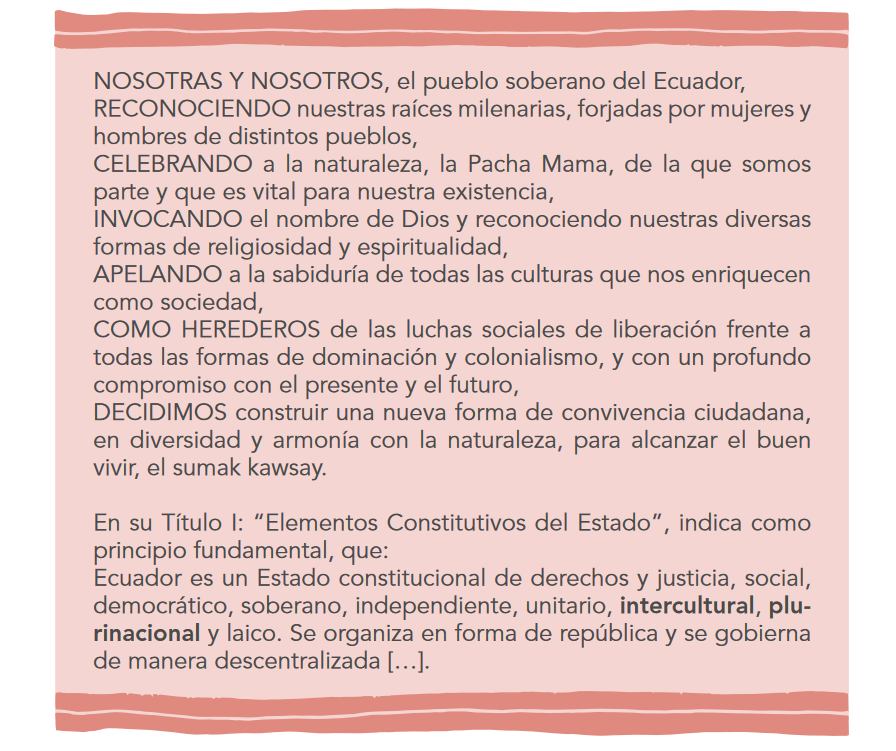 NOSOTRAS Y NOSOTROS, el pueblo soberano del Ecuador,
RECONOCIENDO nuestras raíces milenarias, forjadas por mujeres y
hombres de distintos pueblos,
CELEBRANDO a la naturaleza, la Pacha Mama, de la que somos
parte y que es vital para nuestra existencia,
INVOCANDO el nombre de Dios y reconociendo nuestras diversas
formas de religiosidad y espiritualidad,
APELANDO a la sabiduría de todas las culturas que nos enriquecen
como sociedad,
COMO HEREDEROS de las luchas sociales de liberación frente a
todas las formas de dominación y colonialismo, y con un profundo
compromiso con el presente y el futuro,
DECIDIMOS construir una nueva forma de convivencia ciudadana,
en diversidad y armonía con la naturaleza, para alcanzar el buen
vivir, el sumak kawsay.
En su Título I: “Elementos Constitutivos del Estado”, indica como
principio fundamental, que:
Ecuador es un Estado constitucional de derechos y justicia, social,
democrático, soberano, independiente, unitario, intercultural, plu-
rinacional y laico. Se organiza en forma de república y se gobierna
de manera descentralizada […].